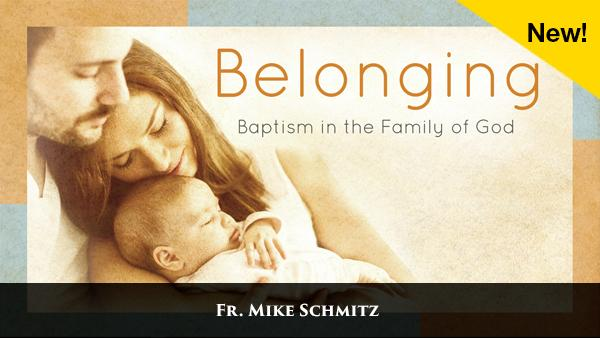 New!
Belonging
Baptism in the Family of God
Fr. Mike Schmitz